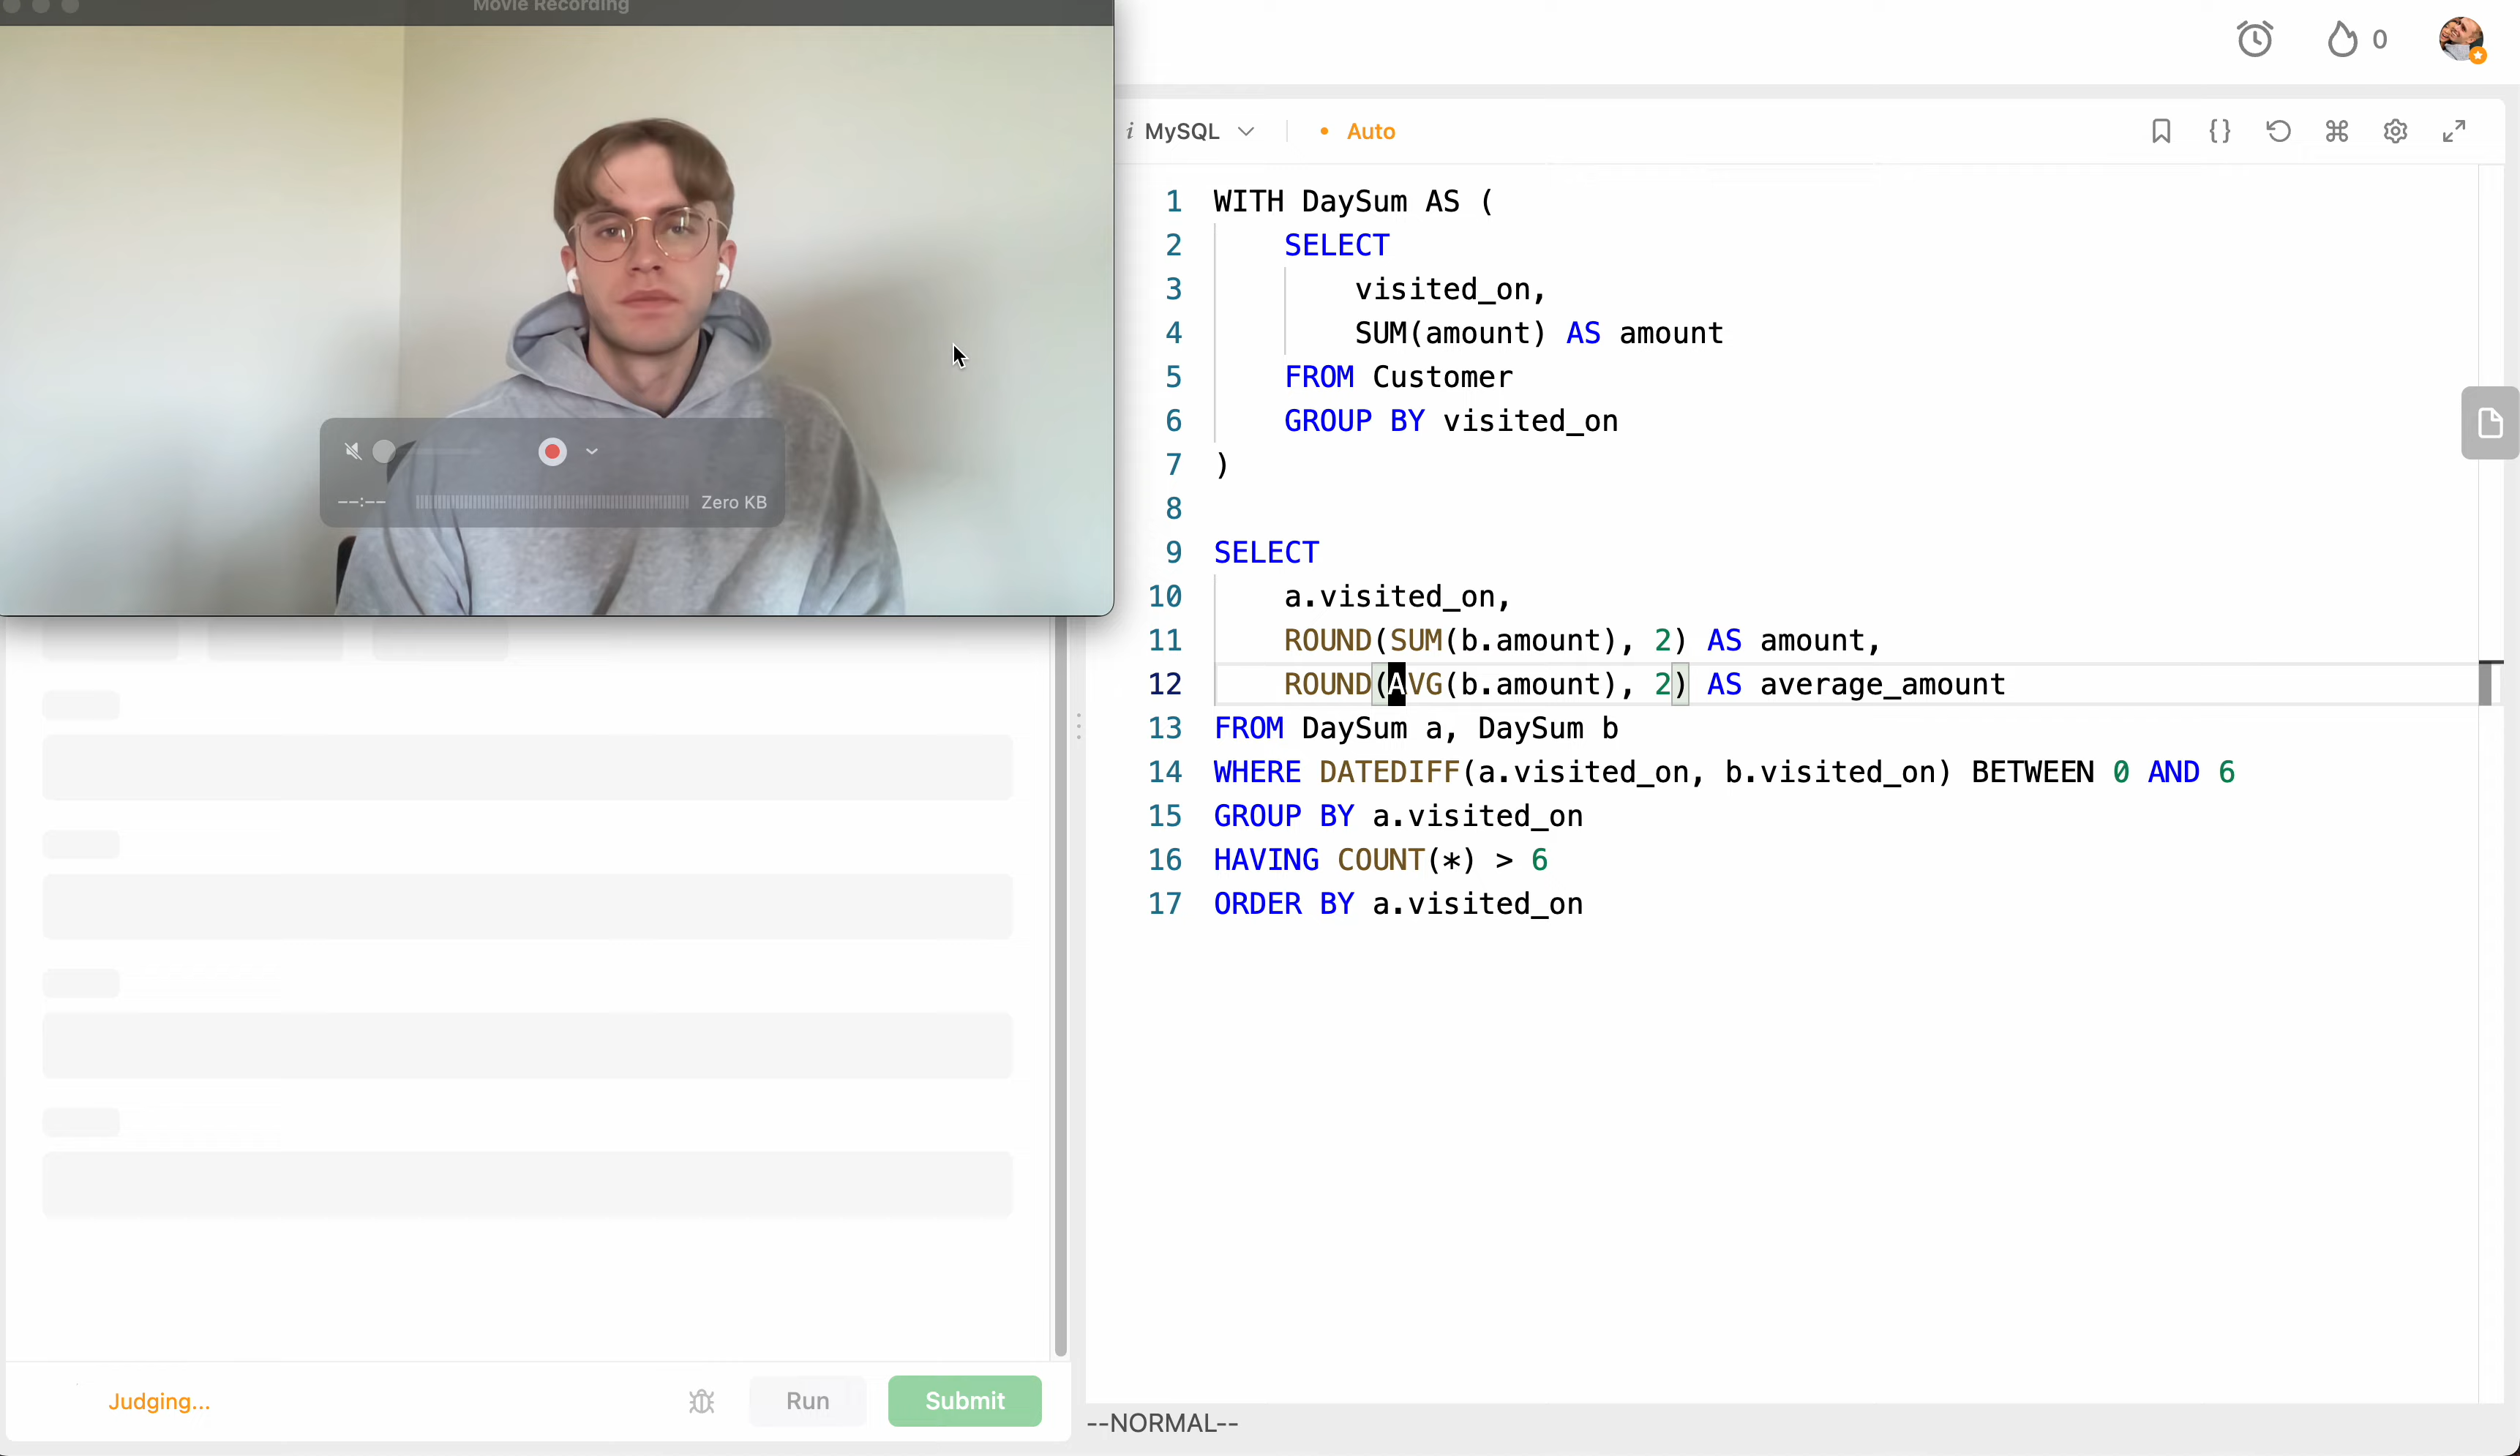 Movie Recording
0
i MySQL
• Auto
1 WITH DaySum AS (
2 SELECT
3 visited_on,
4 SUM(amount) AS amount
5 FROM Customer
6 GROUP BY visited_on
7 )
8
9 SELECT
10 a.visited_on,
11 ROUND(SUM(b.amount), 2) AS amount,
12 ROUND(AVG(b.amount), 2) AS average_amount
13 FROM DaySum a, DaySum b
14 WHERE DATEDIFF(a.visited_on, b.visited_on) BETWEEN 0 AND 6
15 GROUP BY a.visited_on
16 HAVING COUNT(*) > 6
17 ORDER BY a.visited_on
--:--
Zero KB
Judging...
Run
Submit
--NORMAL--